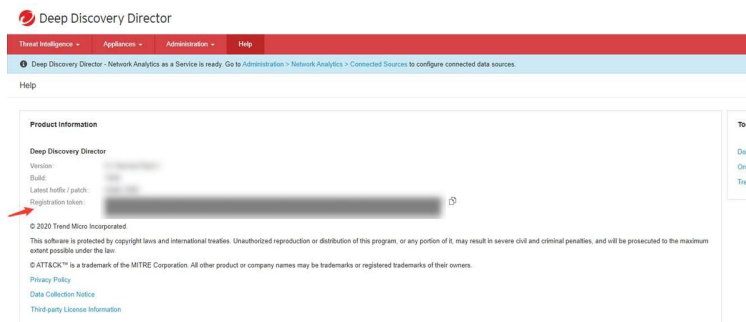 Deep Discovery Director
Threat Intelligence
Appliances
Administration
Help
Deep Discovery Director - Network Analytics as a Service is ready. Go to Administration > Network Analytics > Connected Sources to configure connected data sources.
Help
Product Information
To
Deep Discovery Director
Da
Version:
On
Build:
Tre
Latest hotfix / patch:
Registration token:
© 2020 Trend Micro Incorporated.
This software is protected by copyright laws and international treaties. Unauthorized reproduction or distribution of this program, or any portion of it, may result in severe civil and criminal penalties, and will be prosecuted to the maximum
extent possible under the law.
© ATT&CK™ is a trademark of the MITRE Corporation. All other product or company names may be trademarks or registered trademarks of their owners.
Privacy Policy
Data Collection Notice
Third-party License Information